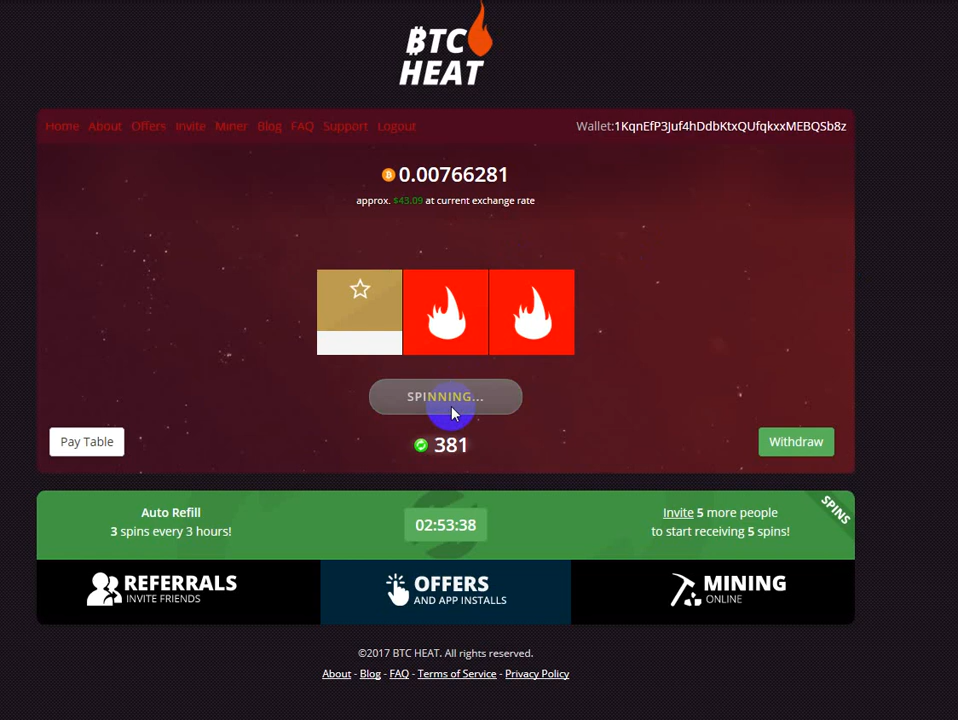 ₿TC
HEAT
Home About Offers Invite Miner Blog FAQ Support Logout
Wallet:1KqnEfP3Juf4hDdbKtxQUfqkxxMEBQSb8z
0.00766281
approx. $43.09 at current exchange rate
SPINNING...
381
Pay Table
Withdraw
Auto Refill
3 spins every 3 hours!
02:53:38
Invite 5 more people
to start receiving 5 spins!
SPINS
REFERRALS
INVITE FRIENDS
OFFERS
AND APP INSTALLS
MINING
ONLINE
©2017 BTC HEAT. All rights reserved.
About - Blog - FAQ - Terms of Service - Privacy Policy